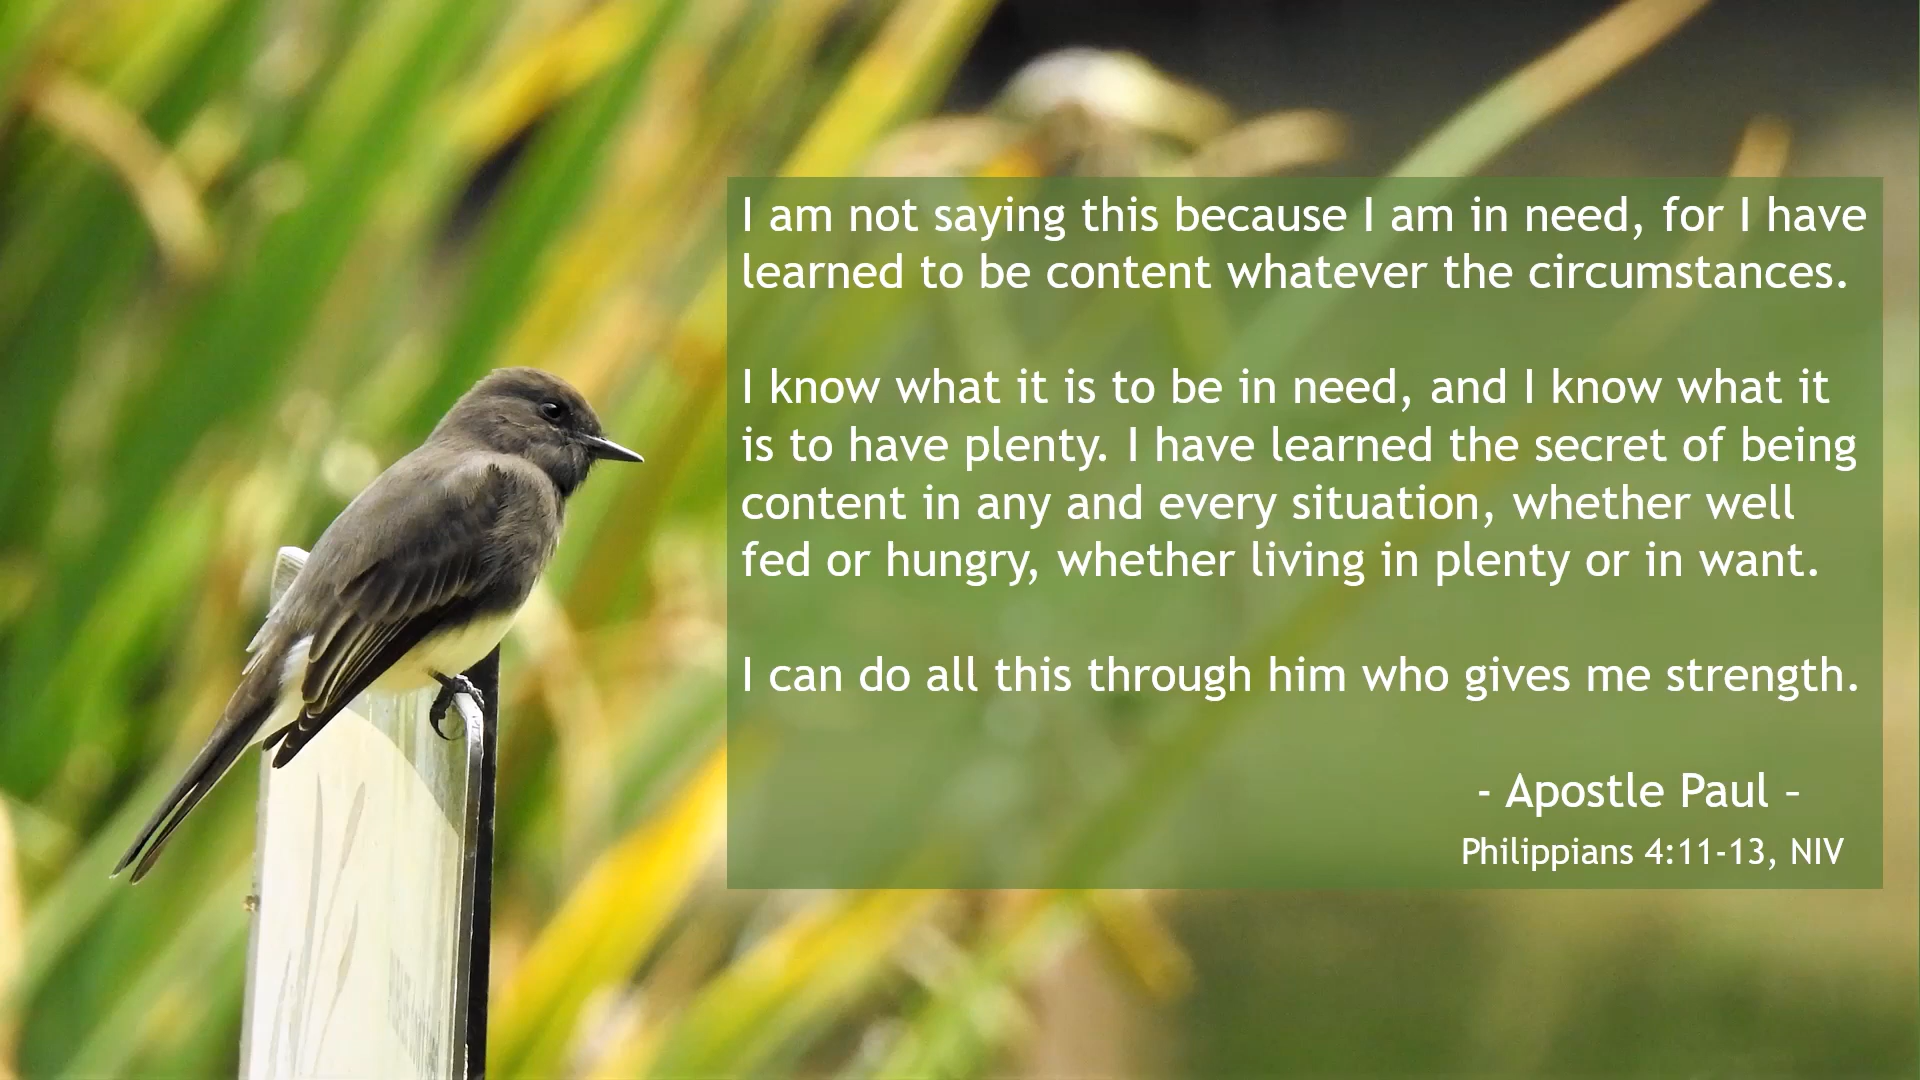 I am not saying this because I am in need, for I have
learned to be content whatever the circumstances.
I know what it is to be in need, and I know what it
is to have plenty. I have learned the secret of being
content in any and every situation, whether well
fed or hungry, whether living in plenty or in want.
I can do all this through him who gives me strength.
- Apostle Paul –
Philippians 4:11-13, NIV